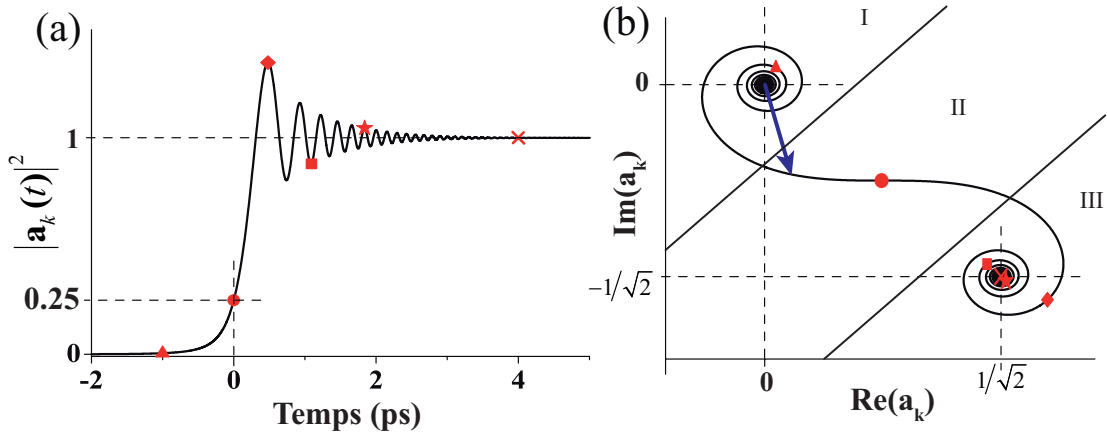 (a)
|a_k(t)|²
1
0.25
0
-2
0
2
4
Temps (ps)
(b)
I
II
III
Im(a_k)
0
−1/√2
0
1/√2
Re(a_k)